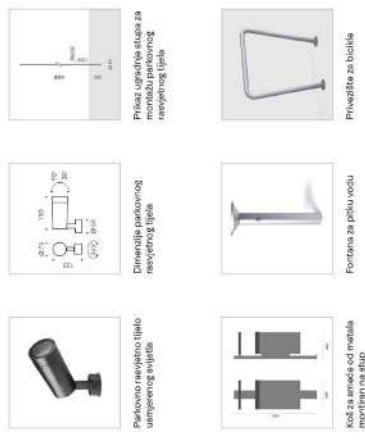 Parkovno rasvjetno tijelo
usmjerenog svijetla
Dimenzije parkovnog
rasvjetnog tijela
Prikaz ugradnje stupa za
montažu parkovnog
rasvjetnog tijela
Koš za smeće od metala
montiran na stup
Fontana za pitku vodu
Privezište za bicikle